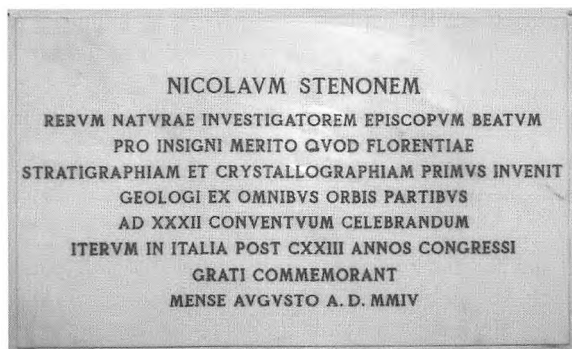 NICOLAVM STENONEM
RERVM NATVRAE INVESTIGATOREM EPISCOPVM BEATVM
PRO INSIGNI MERITO QVOD FLORENTIAE
STRATIGRAPHIAM ET CRYSTALLOGRAPHIAM PRIMVS INVENIT
GEOLOGI EX OMNIBVS ORBIS PARTIBVS
AD XXXII CONVENTVM CELEBRANDUM
ITERVM IN ITALIA POST CXXIII ANNOS CONGRESSI
GRATI COMMEMORANT
MENSE AVGVSTO A. D. MMIV